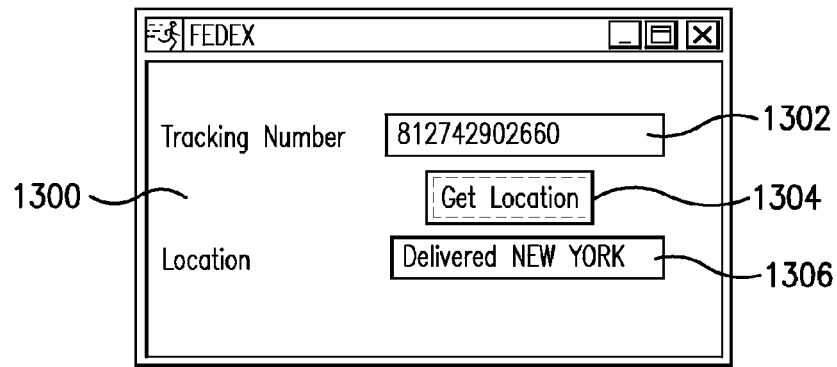 FEDEX
Tracking Number 812742902660 1302
1300 Get Location 1304
Location Delivered NEW YORK 1306